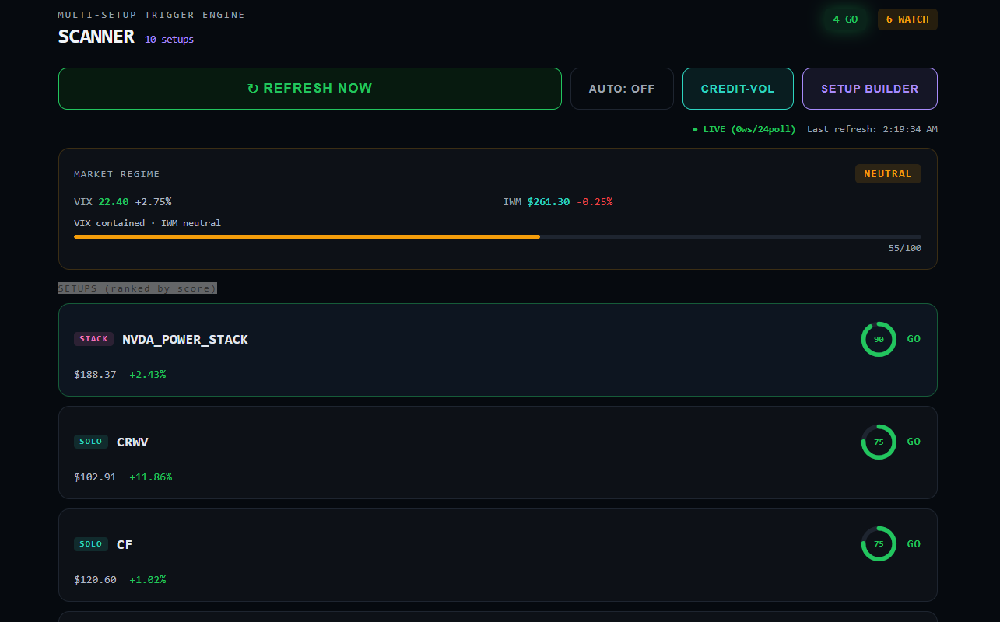 MULTI-SETUP TRIGGER ENGINE
SCANNER 10 setups
4 GO 6 WATCH
↻ REFRESH NOW AUTO: OFF CREDIT-VOL SETUP BUILDER
● LIVE (0ws/24poll) Last refresh: 2:19:34 AM
MARKET REGIME NEUTRAL
VIX 22.40 +2.75% IWM $261.30 -0.25%
VIX contained · IWM neutral
55/100
SETUPS (ranked by score)
STACK NVDA_POWER_STACK 90 GO
$188.37 +2.43%
SOLO CRWV 75 GO
$102.91 +11.86%
SOLO CF 75 GO
$120.60 +1.02%